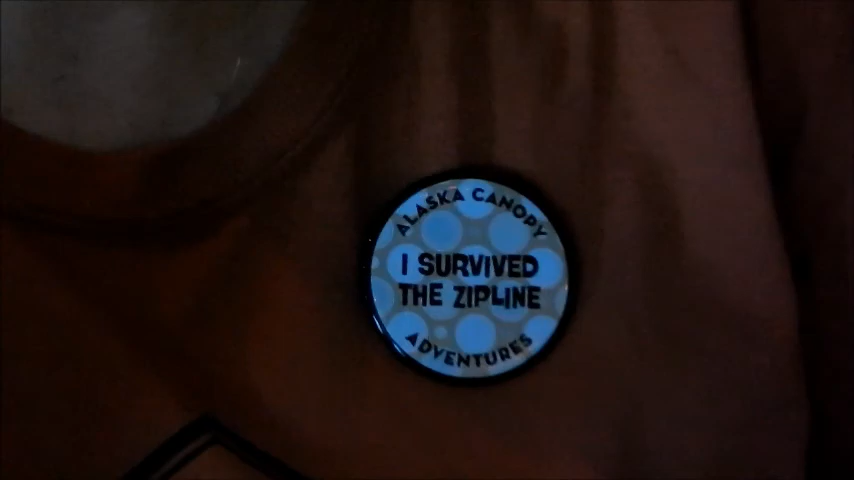 ALASKA CANOPY
I SURVIVED
THE ZIPLINE
ADVENTURES